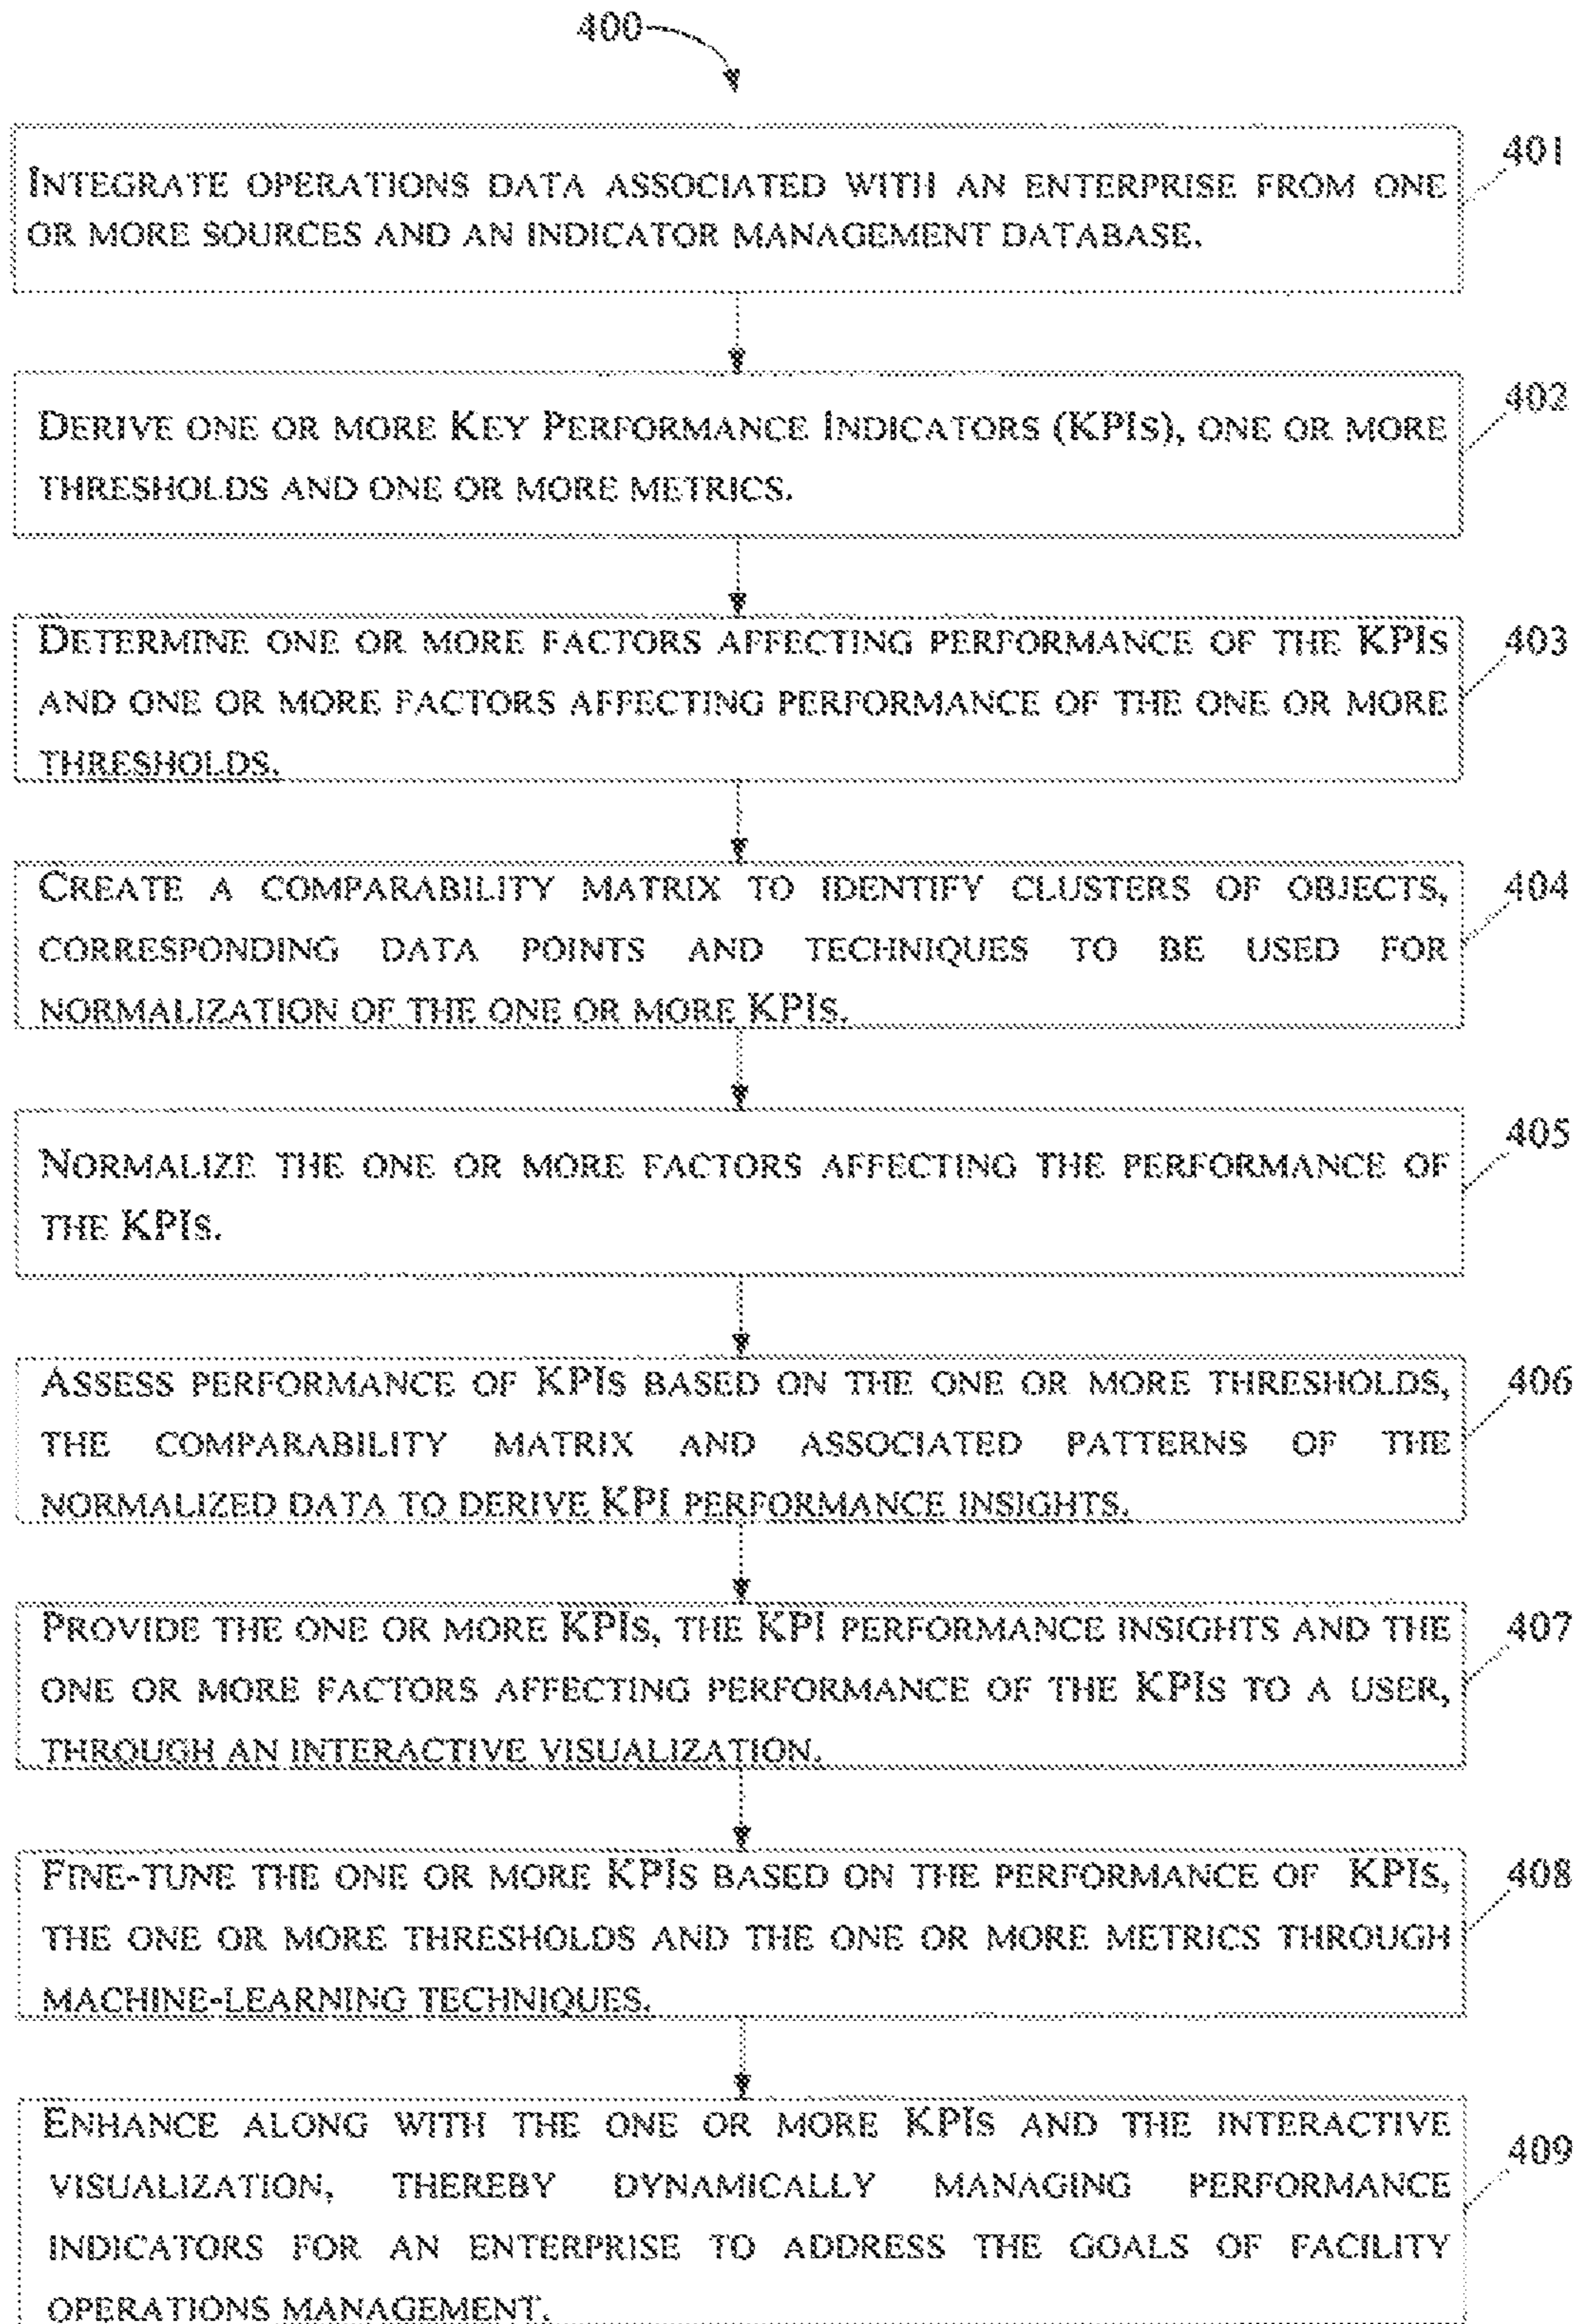 400
INTEGRATE OPERATIONS DATA ASSOCIATED WITH AN ENTERPRISE FROM ONE
OR MORE SOURCES AND AN INDICATOR MANAGEMENT DATABASE.
401
DERIVE ONE OR MORE KEY PERFORMANCE INDICATORS (KPIS), ONE OR MORE
THRESHOLDS AND ONE OR MORE METRICS.
402
DETERMINE ONE OR MORE FACTORS AFFECTING PERFORMANCE OF THE KPIS
AND ONE OR MORE FACTORS AFFECTING PERFORMANCE OF THE ONE OR MORE
THRESHOLDS.
403
CREATE A COMPARABILITY MATRIX TO IDENTIFY CLUSTERS OF OBJECTS,
CORRESPONDING DATA POINTS AND TECHNIQUES TO BE USED FOR
NORMALIZATION OF THE ONE OR MORE KPIS.
404
NORMALIZE THE ONE OR MORE FACTORS AFFECTING THE PERFORMANCE OF
THE KPIS.
405
ASSESS PERFORMANCE OF KPIS BASED ON THE ONE OR MORE THRESHOLDS,
THE COMPARABILITY MATRIX AND ASSOCIATED PATTERNS OF THE
NORMALIZED DATA TO DERIVE KPI PERFORMANCE INSIGHTS.
406
PROVIDE THE ONE OR MORE KPIS, THE KPI PERFORMANCE INSIGHTS AND THE
ONE OR MORE FACTORS AFFECTING PERFORMANCE OF THE KPIS TO A USER,
THROUGH AN INTERACTIVE VISUALIZATION.
407
FINE-TUNE THE ONE OR MORE KPIS BASED ON THE PERFORMANCE OF KPIS,
THE ONE OR MORE THRESHOLDS AND THE ONE OR MORE METRICS THROUGH
MACHINE-LEARNING TECHNIQUES.
408
ENHANCE ALONG WITH THE ONE OR MORE KPIS AND THE INTERACTIVE
VISUALIZATION, THEREBY DYNAMICALLY MANAGING PERFORMANCE
INDICATORS FOR AN ENTERPRISE TO ADDRESS THE GOALS OF FACILITY
OPERATIONS MANAGEMENT.
409